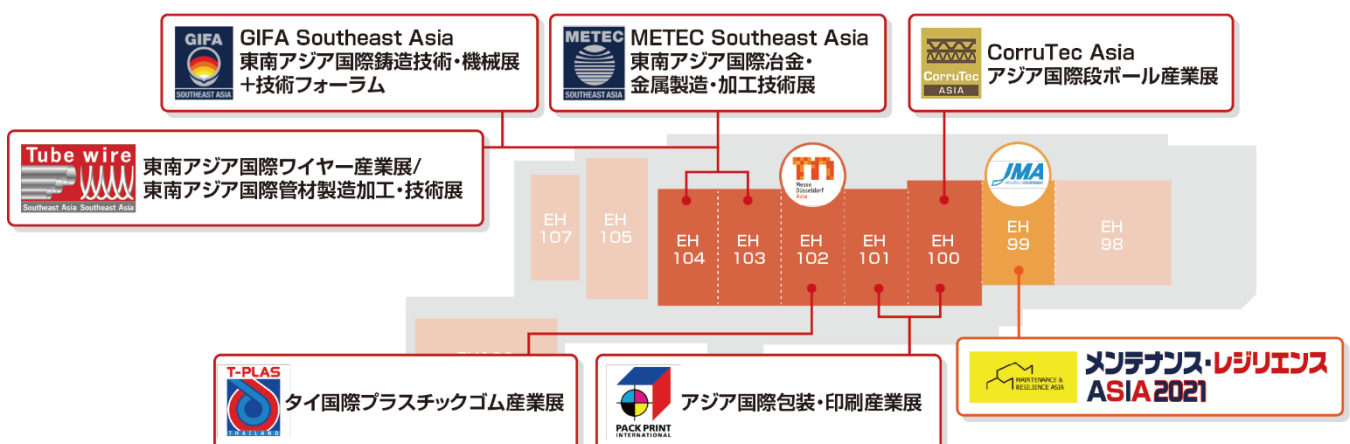 GIFA
SOUTHEAST ASIA
GIFA Southeast Asia
東南アジア国際鋳造技術・機械展
＋技術フォーラム
METEC
SOUTHEAST ASIA
METEC Southeast Asia
東南アジア国際冶金・
金属製造・加工技術展
CorruTec
ASIA
CorruTec Asia
アジア国際段ボール産業展
Tube wire
Southeast Asia Southeast Asia
東南アジア国際ワイヤー産業展/
東南アジア国際管材製造加工・技術展
Messe
Düsseldorf
Asia
JMA
EH
107
EH
105
EH
104
EH
103
EH
102
EH
101
EH
100
EH
99
EH
98
T-PLAS
THAILAND
タイ国際プラスチックゴム産業展
PACK PRINT
INTERNATIONAL
アジア国際包装・印刷産業展
MAINTENANCE &
RESILIENCE ASIA
メンテナンス・レジリエンス
ASIA 2021